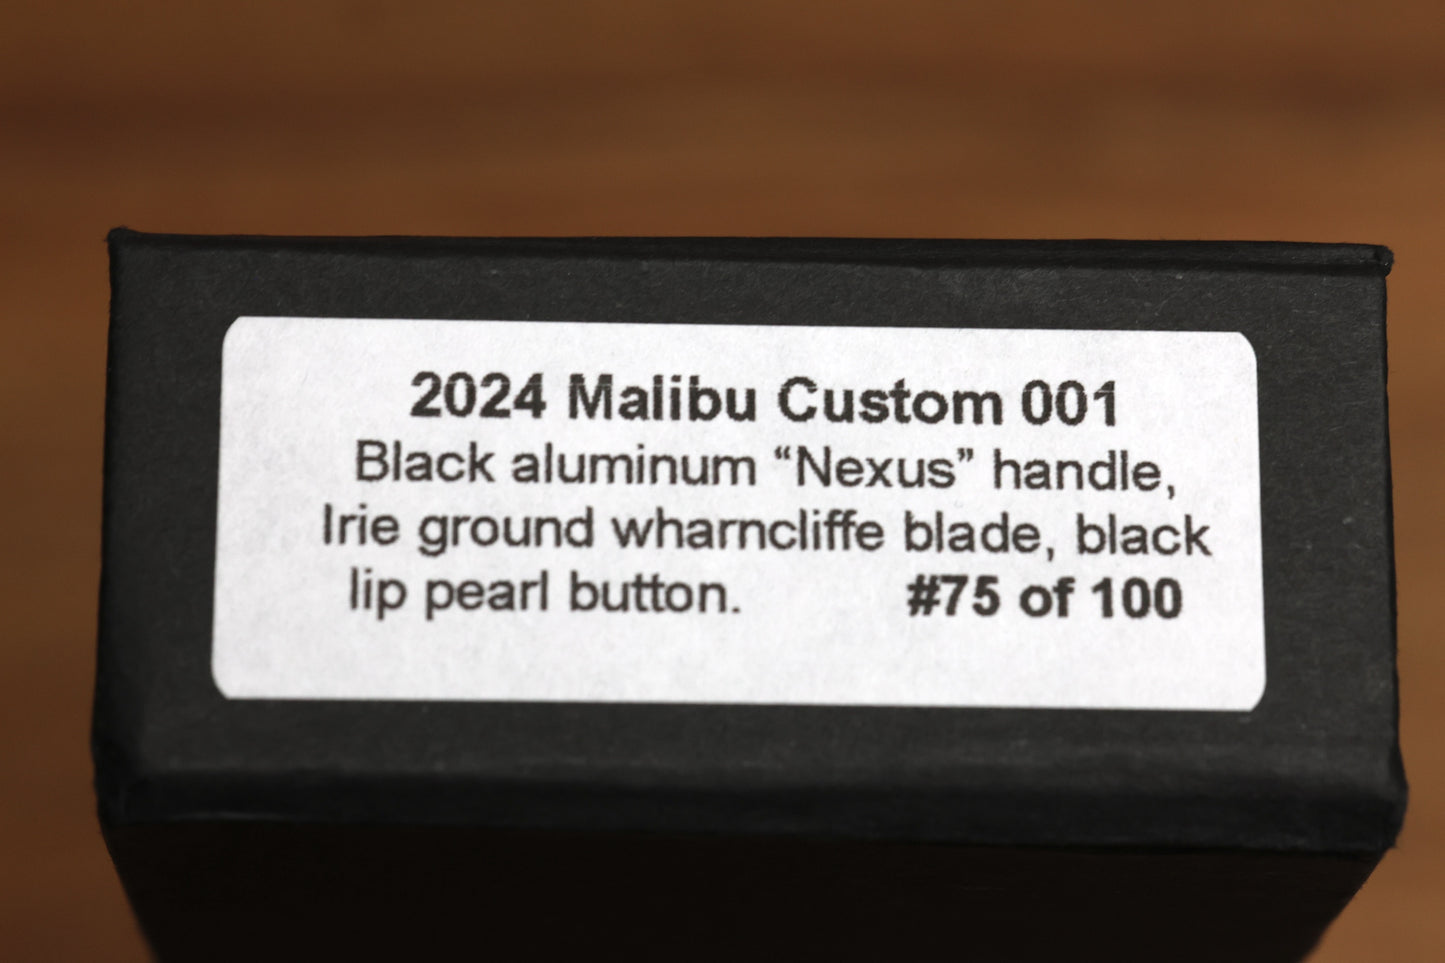 2024 Malibu Custom 001
Black aluminum “Nexus” handle,
Irie ground wharncliffe blade, black
lip pearl button. #75 of 100